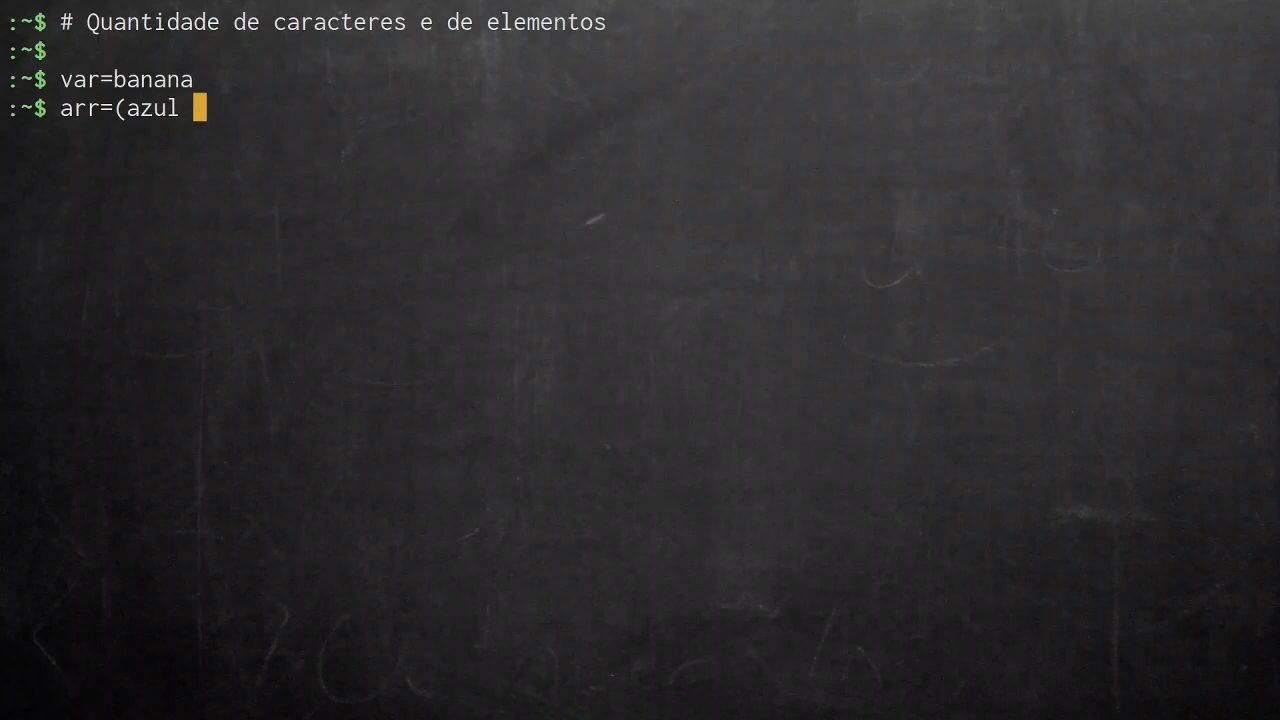 :~$ # Quantidade de caracteres e de elementos
:~$
:~$ var=banana
:~$ arr=(azul